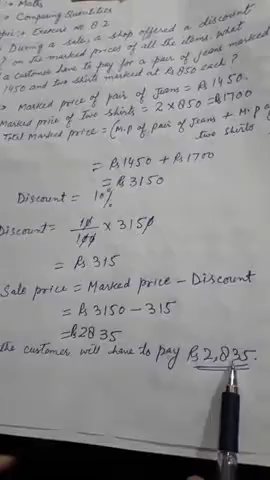 :- Maths
:- Comparing Quantities
:- Exercise no 8.2
During a sale, a shop offered a discount
on the marked prices of all the items. What
a customer have to pay for a pair of jeans marked
1450 and two shirts marked at Rs 850 each?
Marked price of pair of Jeans = Rs 1450.
Marked price of Two shirts = 2 × 850 = Rs 1700
Total Marked price = (M.P of Pair of Jeans + M.P of
two shirts
= Rs 1450 + Rs 1700
= Rs 3150
Discount = 10%
Discount = 10/100 × 3150
= Rs 315
Sale price = Marked price - Discount
= Rs 3150 - 315
= Rs 2835
the customer will have to pay Rs 2,835.